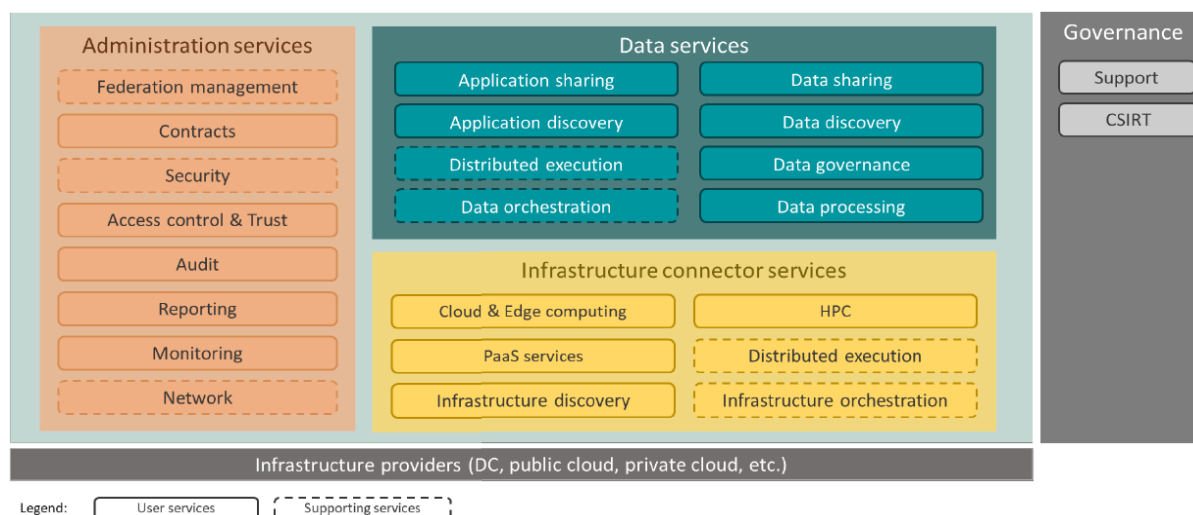 Administration services
Federation management
Contracts
Security
Access control & Trust
Audit
Reporting
Monitoring
Network
Data services
Application sharing
Data sharing
Application discovery
Data discovery
Distributed execution
Data governance
Data orchestration
Data processing
Infrastructure connector services
Cloud & Edge computing
HPC
PaaS services
Distributed execution
Infrastructure discovery
Infrastructure orchestration
Governance
Support
CSIRT
Infrastructure providers (DC, public cloud, private cloud, etc.)
Legend:
User services
Supporting services